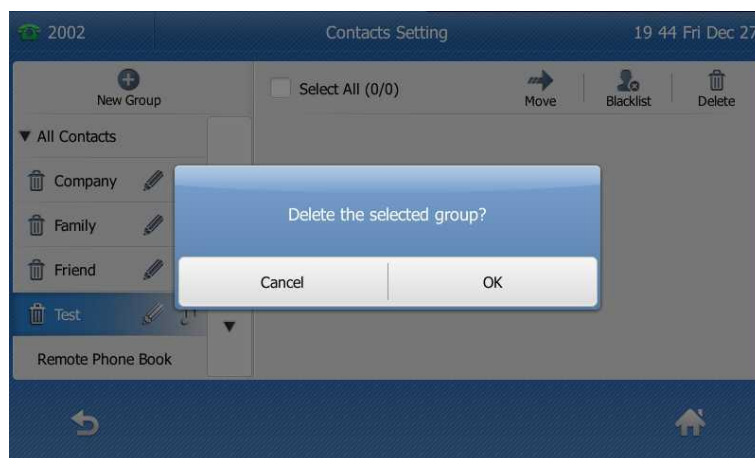 2002 Contacts Setting 19 44 Fri Dec 27
New Group
Select All (0/0) Move Blacklist Delete
All Contacts
Company
Family
Friend
Test
Remote Phone Book
Delete the selected group?
Cancel OK